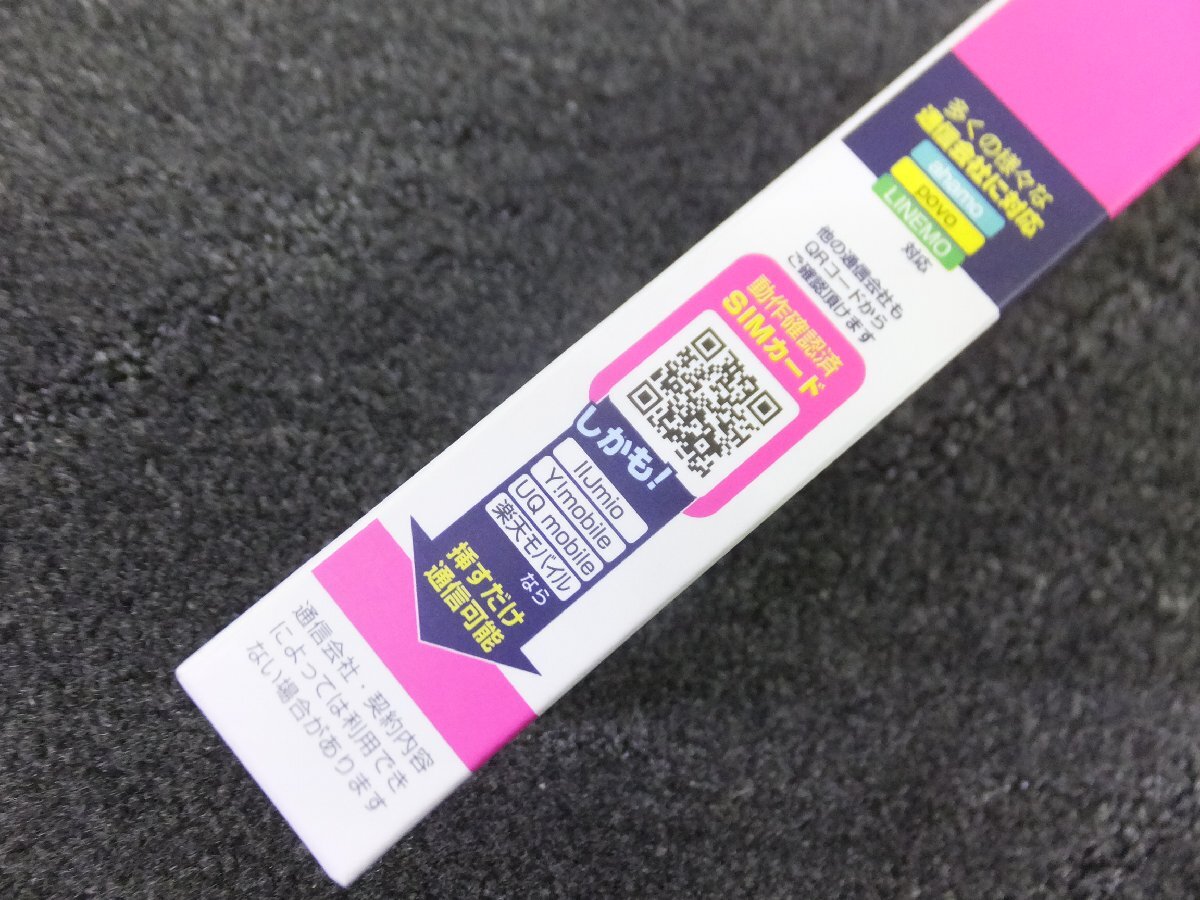 多くの様々な
通信会社に対応
ahamo
povo
LINEMO
対応
他の通信会社も
QRコードから
ご確認頂けます
動作確認済
SIMカード
しかも！
IIJmio
Y!mobile
UQ mobile
楽天モバイル
なら
挿すだけ
通信可能
通信会社・契約内容
によっては利用でき
ない場合があります